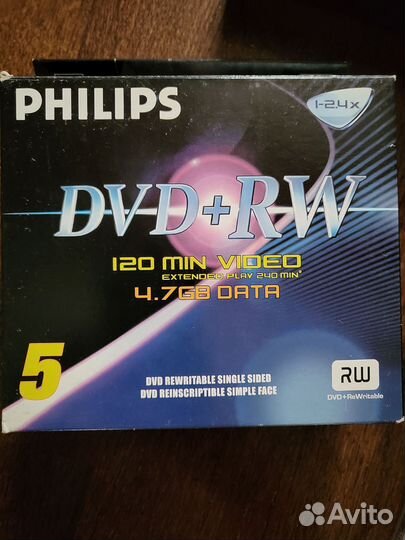 PHILIPS
1-2.4x
DVD+RW
120 MIN VIDEO
EXTENDED PLAY 240 MIN*
4.7GB DATA
5
DVD REWRITABLE SINGLE SIDED
DVD REINSCRIPTIBLE SIMPLE FACE
RW
DVD+ReWritable
Avito